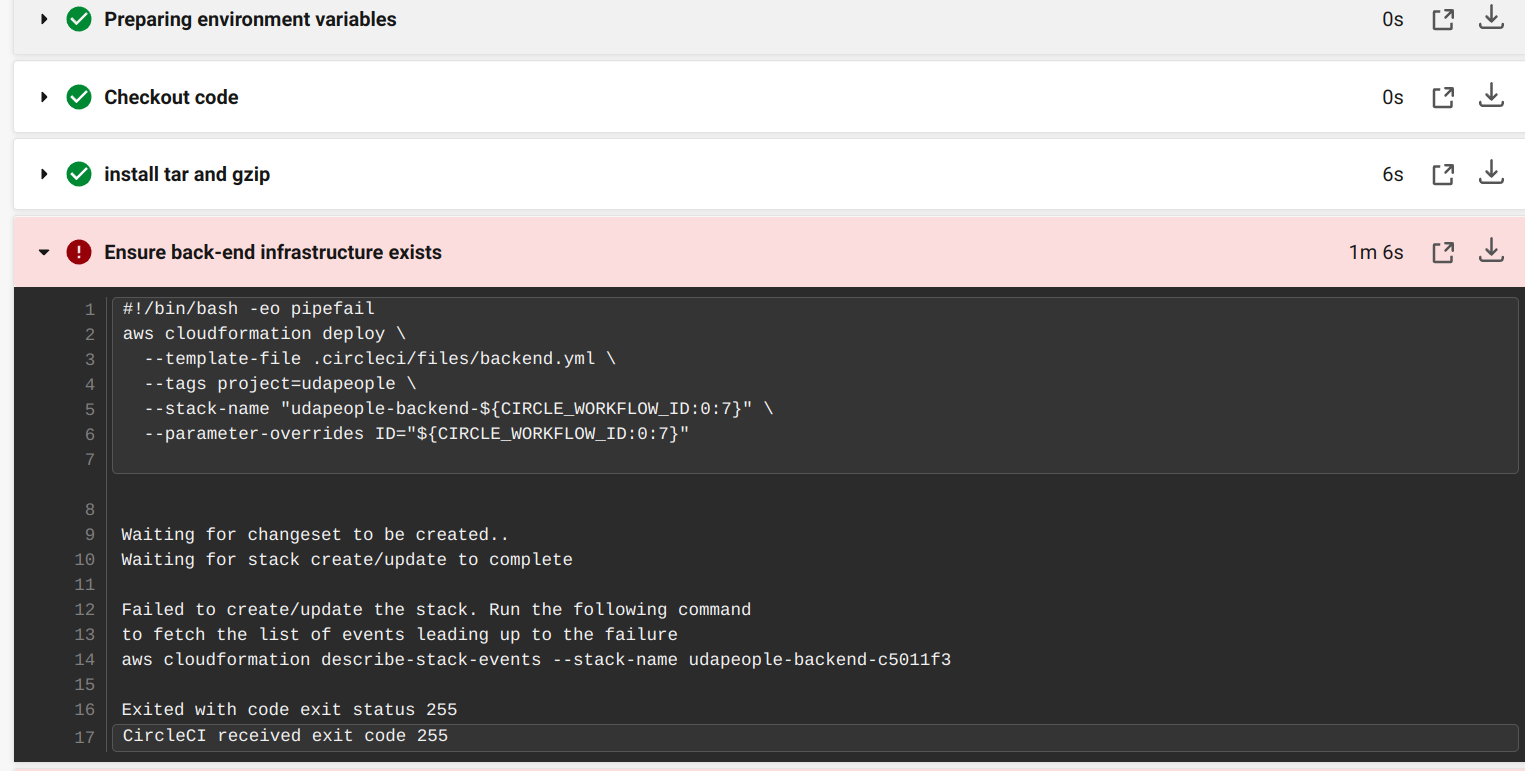 Preparing environment variables 0s
Checkout code 0s
install tar and gzip 6s
Ensure back-end infrastructure exists 1m 6s
1 #!/bin/bash -eo pipefail
2 aws cloudformation deploy \
3   --template-file .circleci/files/backend.yml \
4   --tags project=udapeople \
5   --stack-name "udapeople-backend-${CIRCLE_WORKFLOW_ID:0:7}" \
6   --parameter-overrides ID="${CIRCLE_WORKFLOW_ID:0:7}"
7
8
9 Waiting for changeset to be created..
10 Waiting for stack create/update to complete
11
12 Failed to create/update the stack. Run the following command
13 to fetch the list of events leading up to the failure
14 aws cloudformation describe-stack-events --stack-name udapeople-backend-c5011f3
15
16 Exited with code exit status 255
17 CircleCI received exit code 255